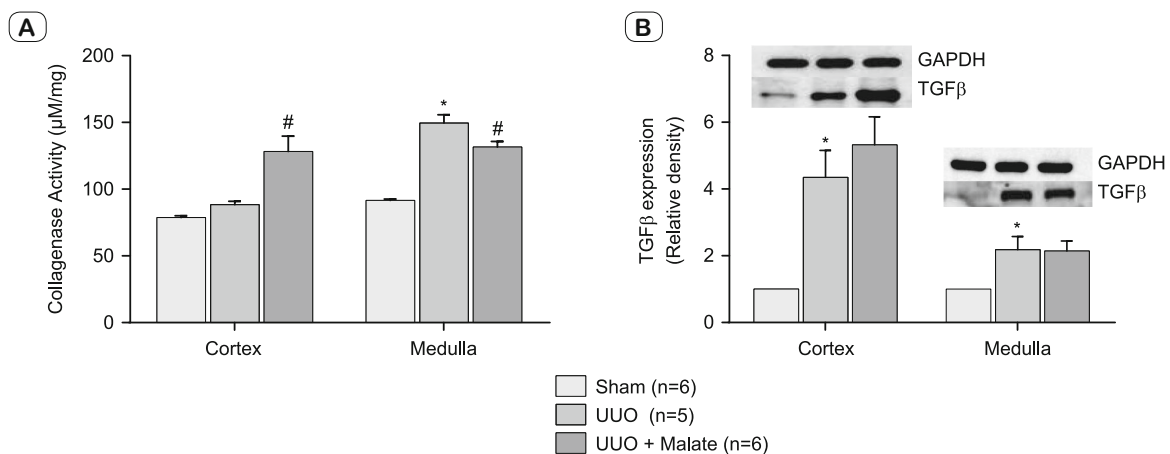 A
Collagenase Activity (µM/mg)
200
150
100
50
0
#
*
#
Cortex
Medulla
B
TGFβ expression
(Relative density)
8
6
4
2
0
GAPDH
TGFβ
*
GAPDH
TGFβ
*
Cortex
Medulla
Sham (n=6)
UUO (n=5)
UUO + Malate (n=6)